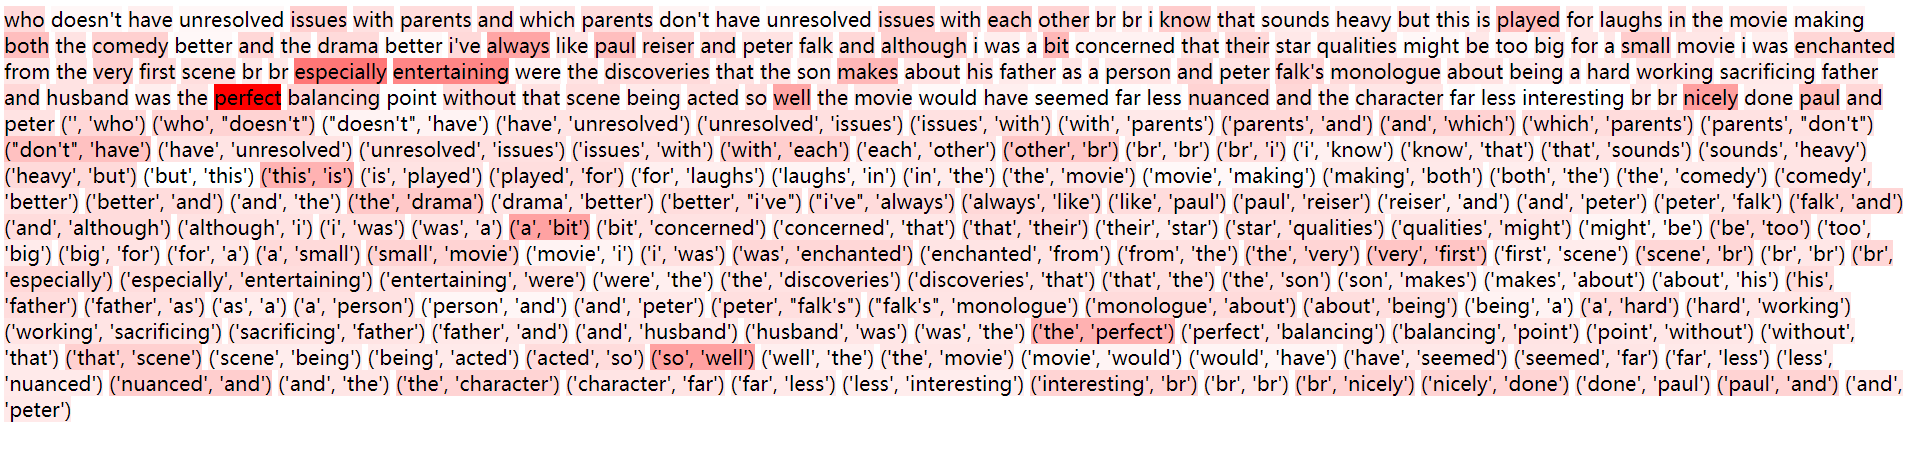 who doesn't have unresolved issues with parents and which parents don't have unresolved issues with each other br br i know that sounds heavy but this is played for laughs in the movie making
both the comedy better and the drama better i've always like paul reiser and peter falk and although i was a bit concerned that their star qualities might be too big for a small movie i was enchanted
from the very first scene br br especially entertaining were the discoveries that the son makes about his father as a person and peter falk's monologue about being a hard working sacrificing father
and husband was the perfect balancing point without that scene being acted so well the movie would have seemed far less nuanced and the character far less interesting br br nicely done paul and
peter ('', 'who') ('who', "doesn't") ("doesn't", 'have') ('have', 'unresolved') ('unresolved', 'issues') ('issues', 'with') ('with', 'parents') ('parents', 'and') ('and', 'which') ('which', 'parents') ('parents', "don't")
("don't", 'have') ('have', 'unresolved') ('unresolved', 'issues') ('issues', 'with') ('with', 'each') ('each', 'other') ('other', 'br') ('br', 'br') ('br', 'i') ('i', 'know') ('know', 'that') ('that', 'sounds') ('sounds', 'heavy')
('heavy', 'but') ('but', 'this') ('this', 'is') ('is', 'played') ('played', 'for') ('for', 'laughs') ('laughs', 'in') ('in', 'the') ('the', 'movie') ('movie', 'making') ('making', 'both') ('both', 'the') ('the', 'comedy') ('comedy',
'better') ('better', 'and') ('and', 'the') ('the', 'drama') ('drama', 'better') ('better', "i've") ("i've", 'always') ('always', 'like') ('like', 'paul') ('paul', 'reiser') ('reiser', 'and') ('and', 'peter') ('peter', 'falk') ('falk', 'and')
('and', 'although') ('although', 'i') ('i', 'was') ('was', 'a') ('a', 'bit') ('bit', 'concerned') ('concerned', 'that') ('that', 'their') ('their', 'star') ('star', 'qualities') ('qualities', 'might') ('might', 'be') ('be', 'too') ('too',
'big') ('big', 'for') ('for', 'a') ('a', 'small') ('small', 'movie') ('movie', 'i') ('i', 'was') ('was', 'enchanted') ('enchanted', 'from') ('from', 'the') ('the', 'very') ('very', 'first') ('first', 'scene') ('scene', 'br') ('br', 'br') ('br',
'especially') ('especially', 'entertaining') ('entertaining', 'were') ('were', 'the') ('the', 'discoveries') ('discoveries', 'that') ('that', 'the') ('the', 'son') ('son', 'makes') ('makes', 'about') ('about', 'his') ('his',
'father') ('father', 'as') ('as', 'a') ('a', 'person') ('person', 'and') ('and', 'peter') ('peter', "falk's") ("falk's", 'monologue') ('monologue', 'about') ('about', 'being') ('being', 'a') ('a', 'hard') ('hard', 'working')
('working', 'sacrificing') ('sacrificing', 'father') ('father', 'and') ('and', 'husband') ('husband', 'was') ('was', 'the') ('the', 'perfect') ('perfect', 'balancing') ('balancing', 'point') ('point', 'without') ('without',
'that') ('that', 'scene') ('scene', 'being') ('being', 'acted') ('acted', 'so') ('so', 'well') ('well', 'the') ('the', 'movie') ('movie', 'would') ('would', 'have') ('have', 'seemed') ('seemed', 'far') ('far', 'less') ('less',
'nuanced') ('nuanced', 'and') ('and', 'the') ('the', 'character') ('character', 'far') ('far', 'less') ('less', 'interesting') ('interesting', 'br') ('br', 'br') ('br', 'nicely') ('nicely', 'done') ('done', 'paul') ('paul', 'and') ('and',
'peter')